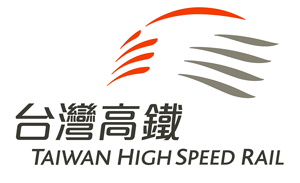 台灣高鐵
TAIWAN HIGH SPEED RAIL